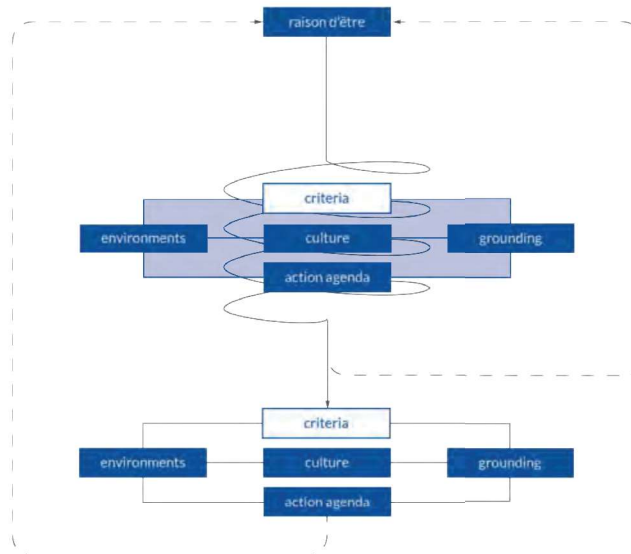 raison d'être
criteria
environments
culture
grounding
action agenda
criteria
environments
culture
grounding
action agenda